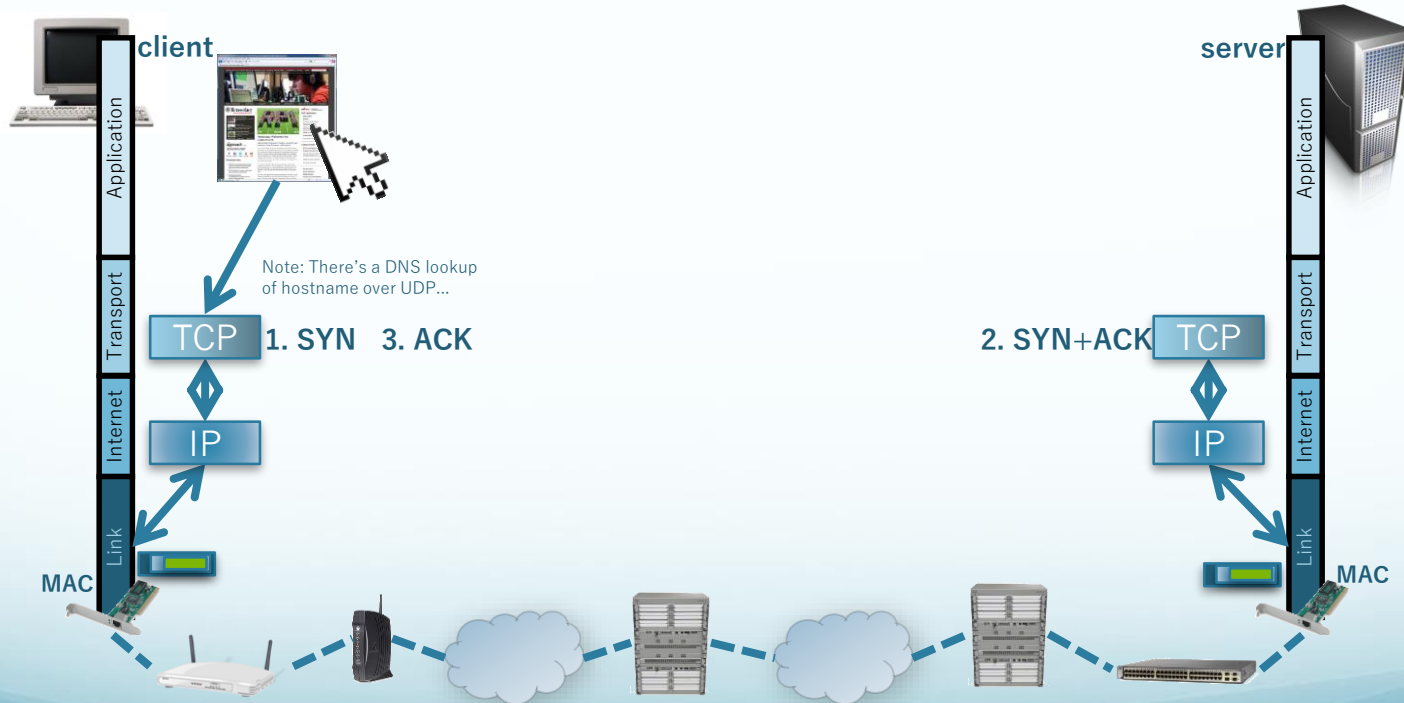 client
server
Application
Application
Note: There's a DNS lookup
of hostname over UDP...
Transport
TCP
1. SYN 3. ACK
2. SYN+ACK
TCP
Transport
Internet
IP
IP
Internet
Link
Link
MAC
MAC